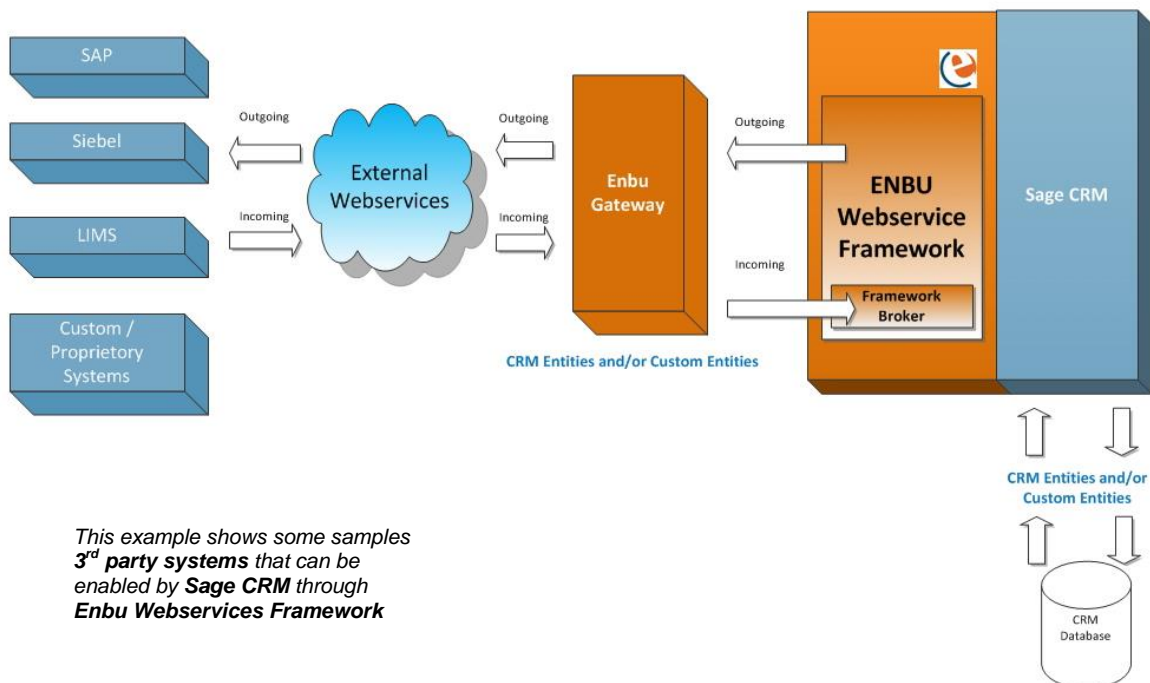 SAP
Siebel
LIMS
Custom /
Proprietory
Systems
Outgoing
Incoming
External
Webservices
Outgoing
Incoming
Enbu
Gateway
CRM Entities and/or Custom Entities
Outgoing
Incoming
e
ENBU
Webservice
Framework
Framework
Broker
Sage CRM
CRM Entities and/or
Custom Entities
CRM
Database
This example shows some samples
3rd party systems that can be
enabled by Sage CRM through
Enbu Webservices Framework